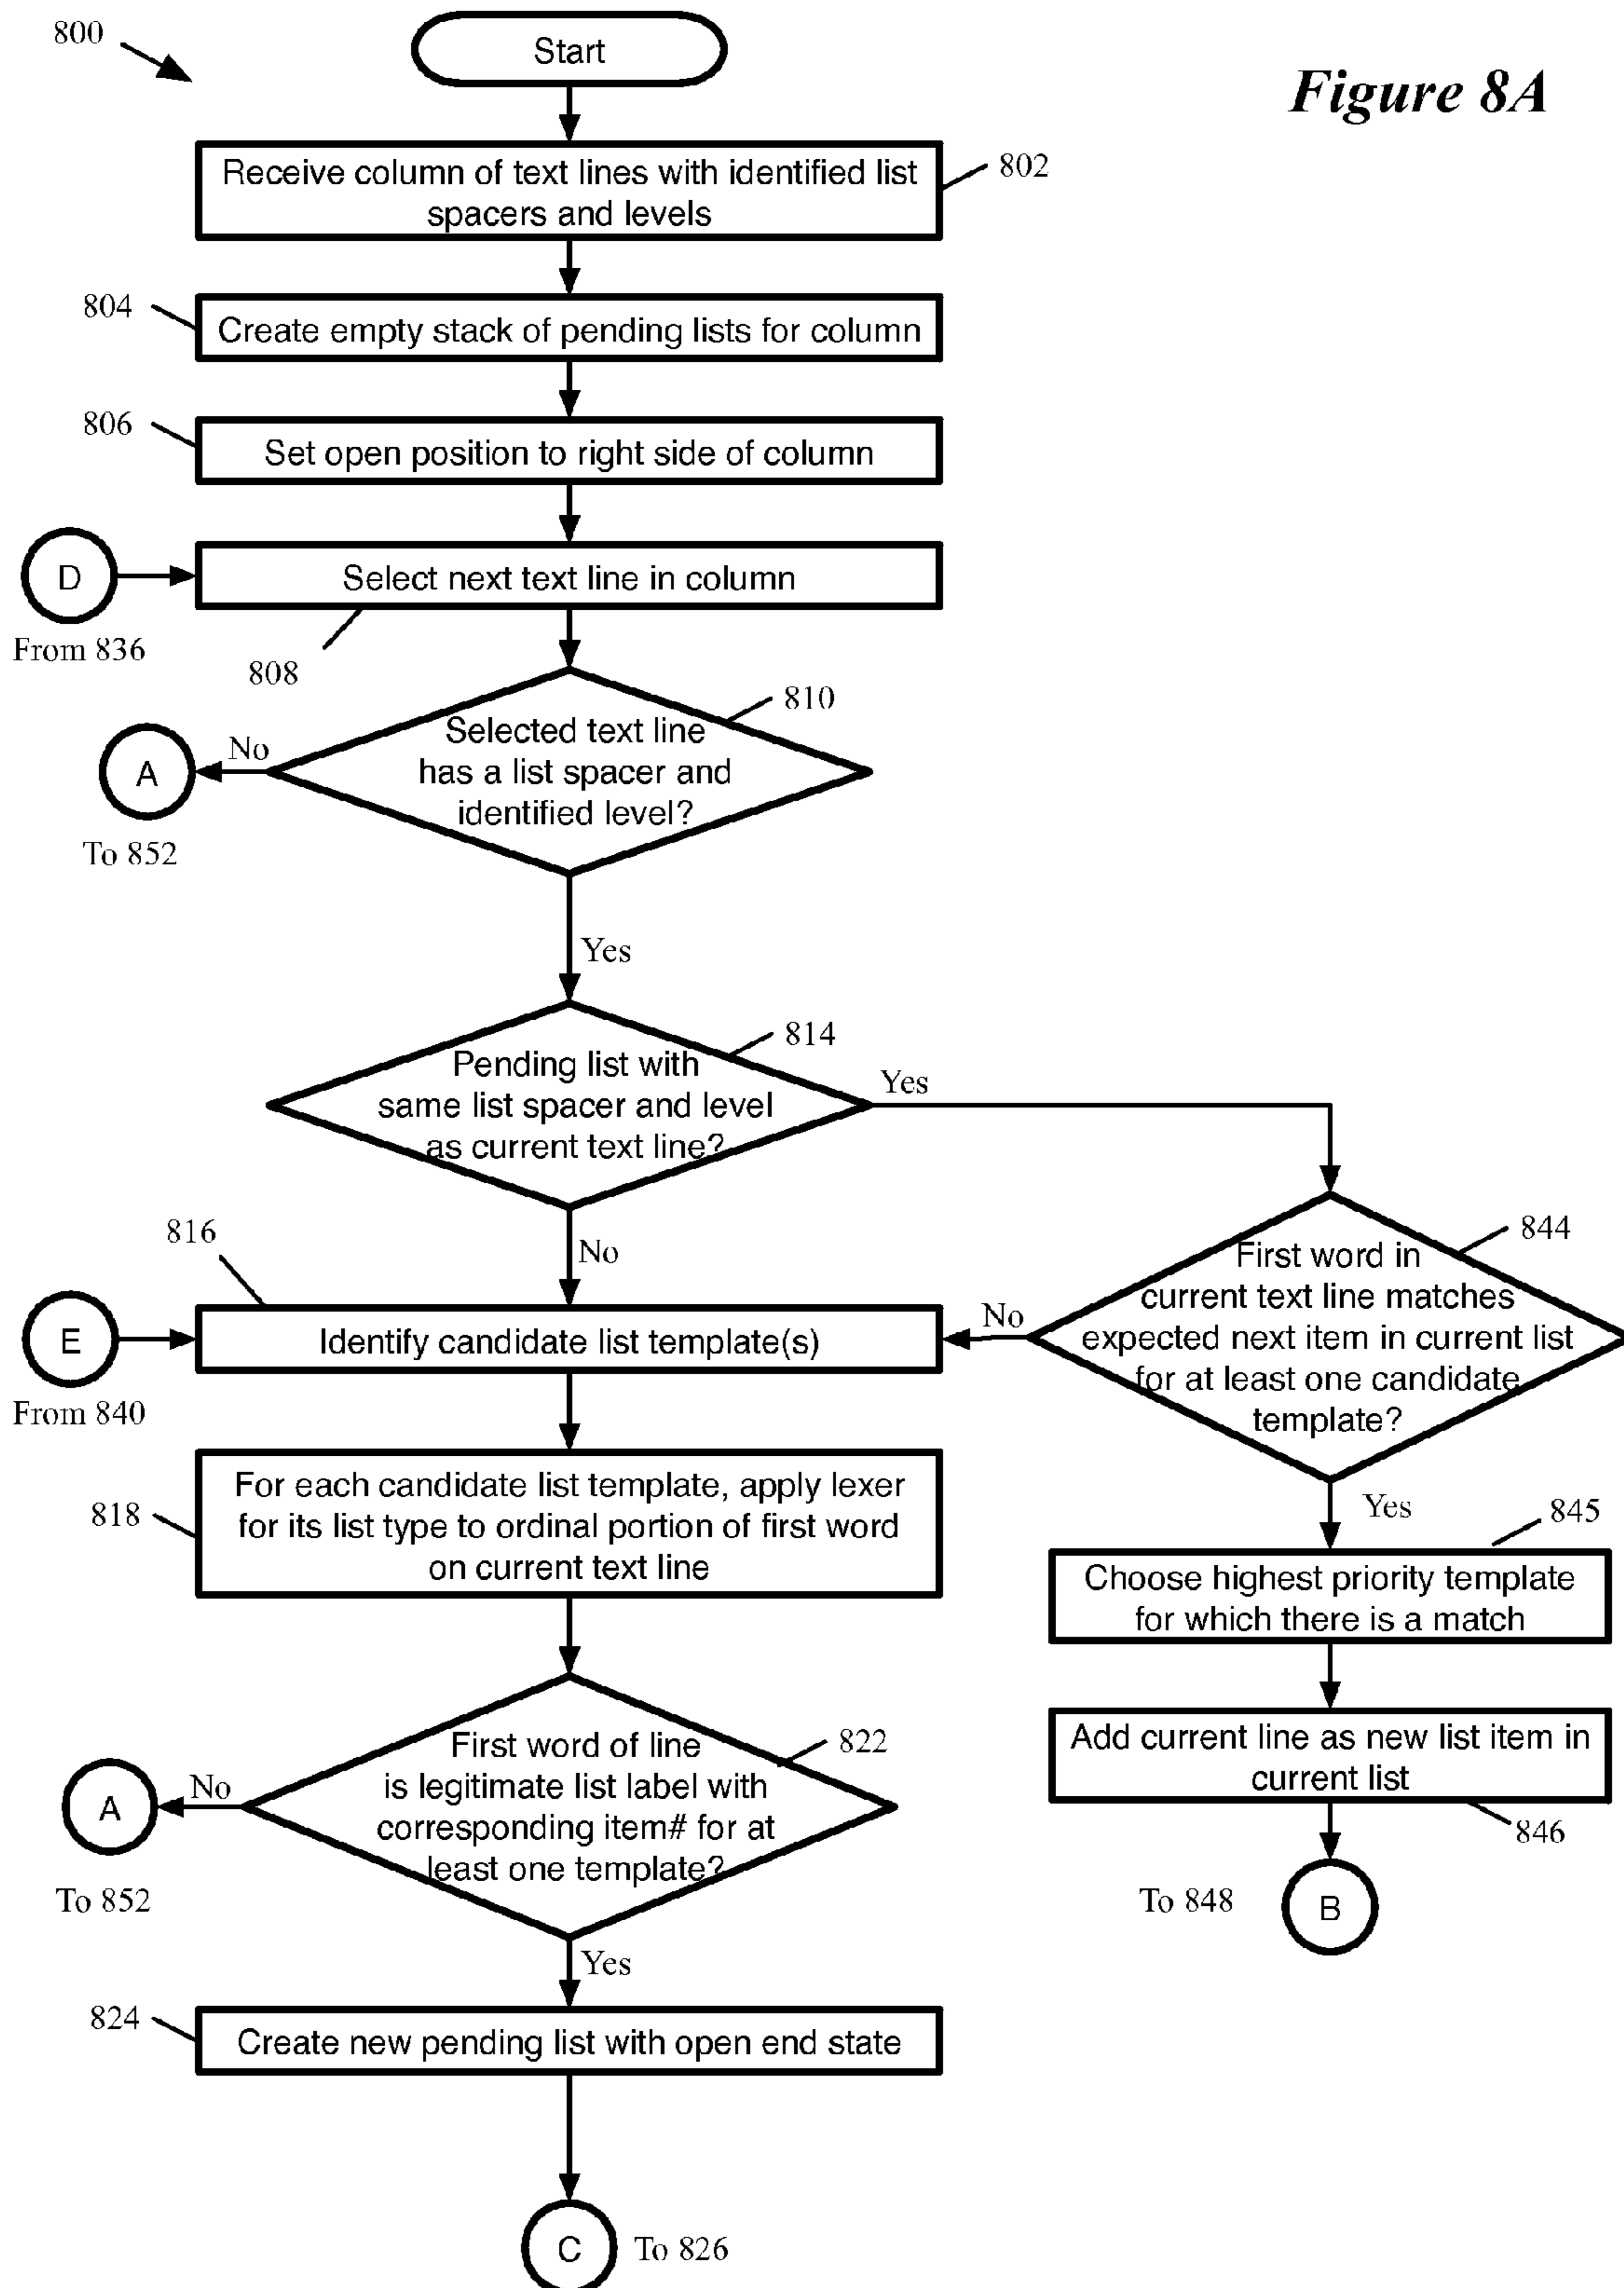 800
Start
Figure 8A
Receive column of text lines with identified list
spacers and levels
802
804
Create empty stack of pending lists for column
806
Set open position to right side of column
D
From 836
Select next text line in column
808
810
Selected text line
has a list spacer and
identified level?
No
A
To 852
Yes
814
Pending list with
same list spacer and level
as current text line?
Yes
No
816
844
First word in
current text line matches
expected next item in current list
for at least one candidate
template?
No
E
From 840
Identify candidate list template(s)
818
For each candidate list template, apply lexer
for its list type to ordinal portion of first word
on current text line
Yes
845
Choose highest priority template
for which there is a match
822
First word of line
is legitimate list label with
corresponding item# for at
least one template?
No
A
To 852
Add current line as new list item in
current list
846
To 848
B
Yes
824
Create new pending list with open end state
C
To 826